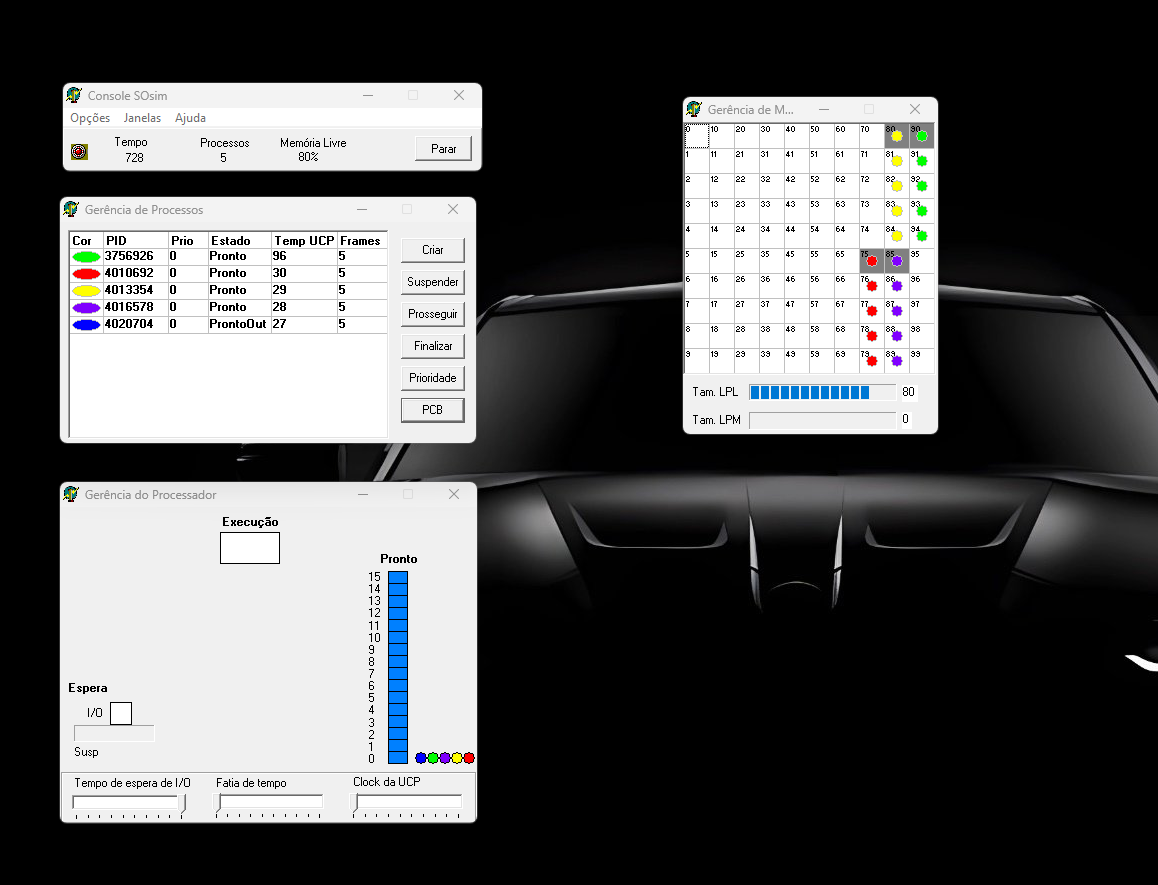 Console SOsim
Opções Janelas Ajuda
Tempo Processos Memória Livre
728 5 80%
Parar
Gerência de Processos
Cor PID Prio Estado Temp UCP Frames
3756926 0 Pronto 96 5
4010692 0 Pronto 30 5
4013354 0 Pronto 29 5
4016578 0 Pronto 28 5
4020704 0 ProntoOut 27 5
Criar
Suspender
Prosseguir
Finalizar
Prioridade
PCB
Gerência de M...
0 10 20 30 40 50 60 70 80 90
1 11 21 31 41 51 61 71 81 91
2 12 22 32 42 52 62 72 82 92
3 13 23 33 43 53 63 73 83 93
4 14 24 34 44 54 64 74 84 94
5 15 25 35 45 55 65 75 85 95
6 16 26 36 46 56 66 76 86 96
7 17 27 37 47 57 67 77 87 97
8 18 28 38 48 58 68 78 88 98
9 19 29 39 49 59 69 79 89 99
Tam. LPL 80
Tam. LPM 0
Gerência do Processador
Execução
Pronto
15
14
13
12
11
10
9
8
7
6
5
4
3
2
1
0
Espera
I/O
Susp
Tempo de espera de I/O Fatia de tempo Clock da UCP